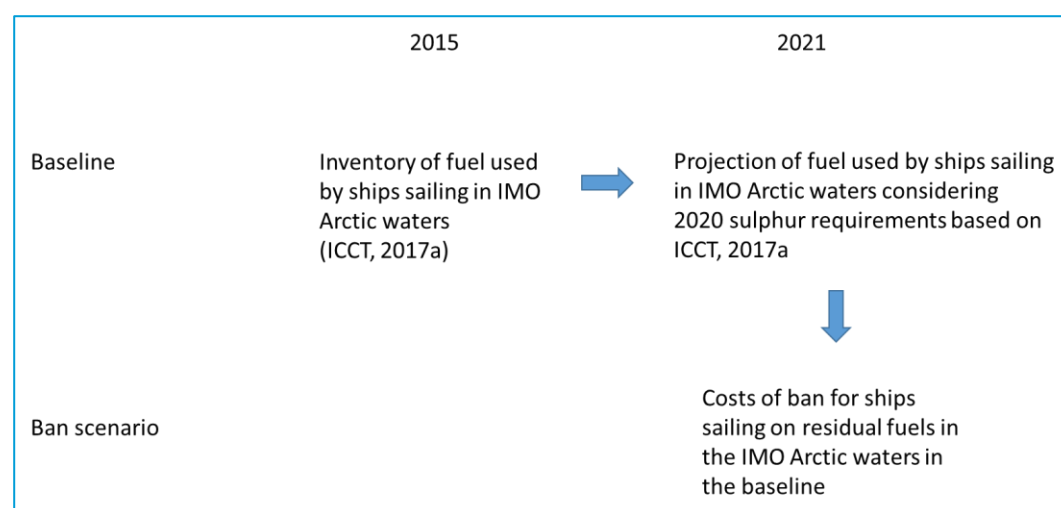 2015
2021
Baseline
Inventory of fuel used
by ships sailing in IMO
Arctic waters
(ICCT, 2017a)
Projection of fuel used by ships sailing
in IMO Arctic waters considering
2020 sulphur requirements based on
ICCT, 2017a
Ban scenario
Costs of ban for ships
sailing on residual fuels in
the IMO Arctic waters in
the baseline